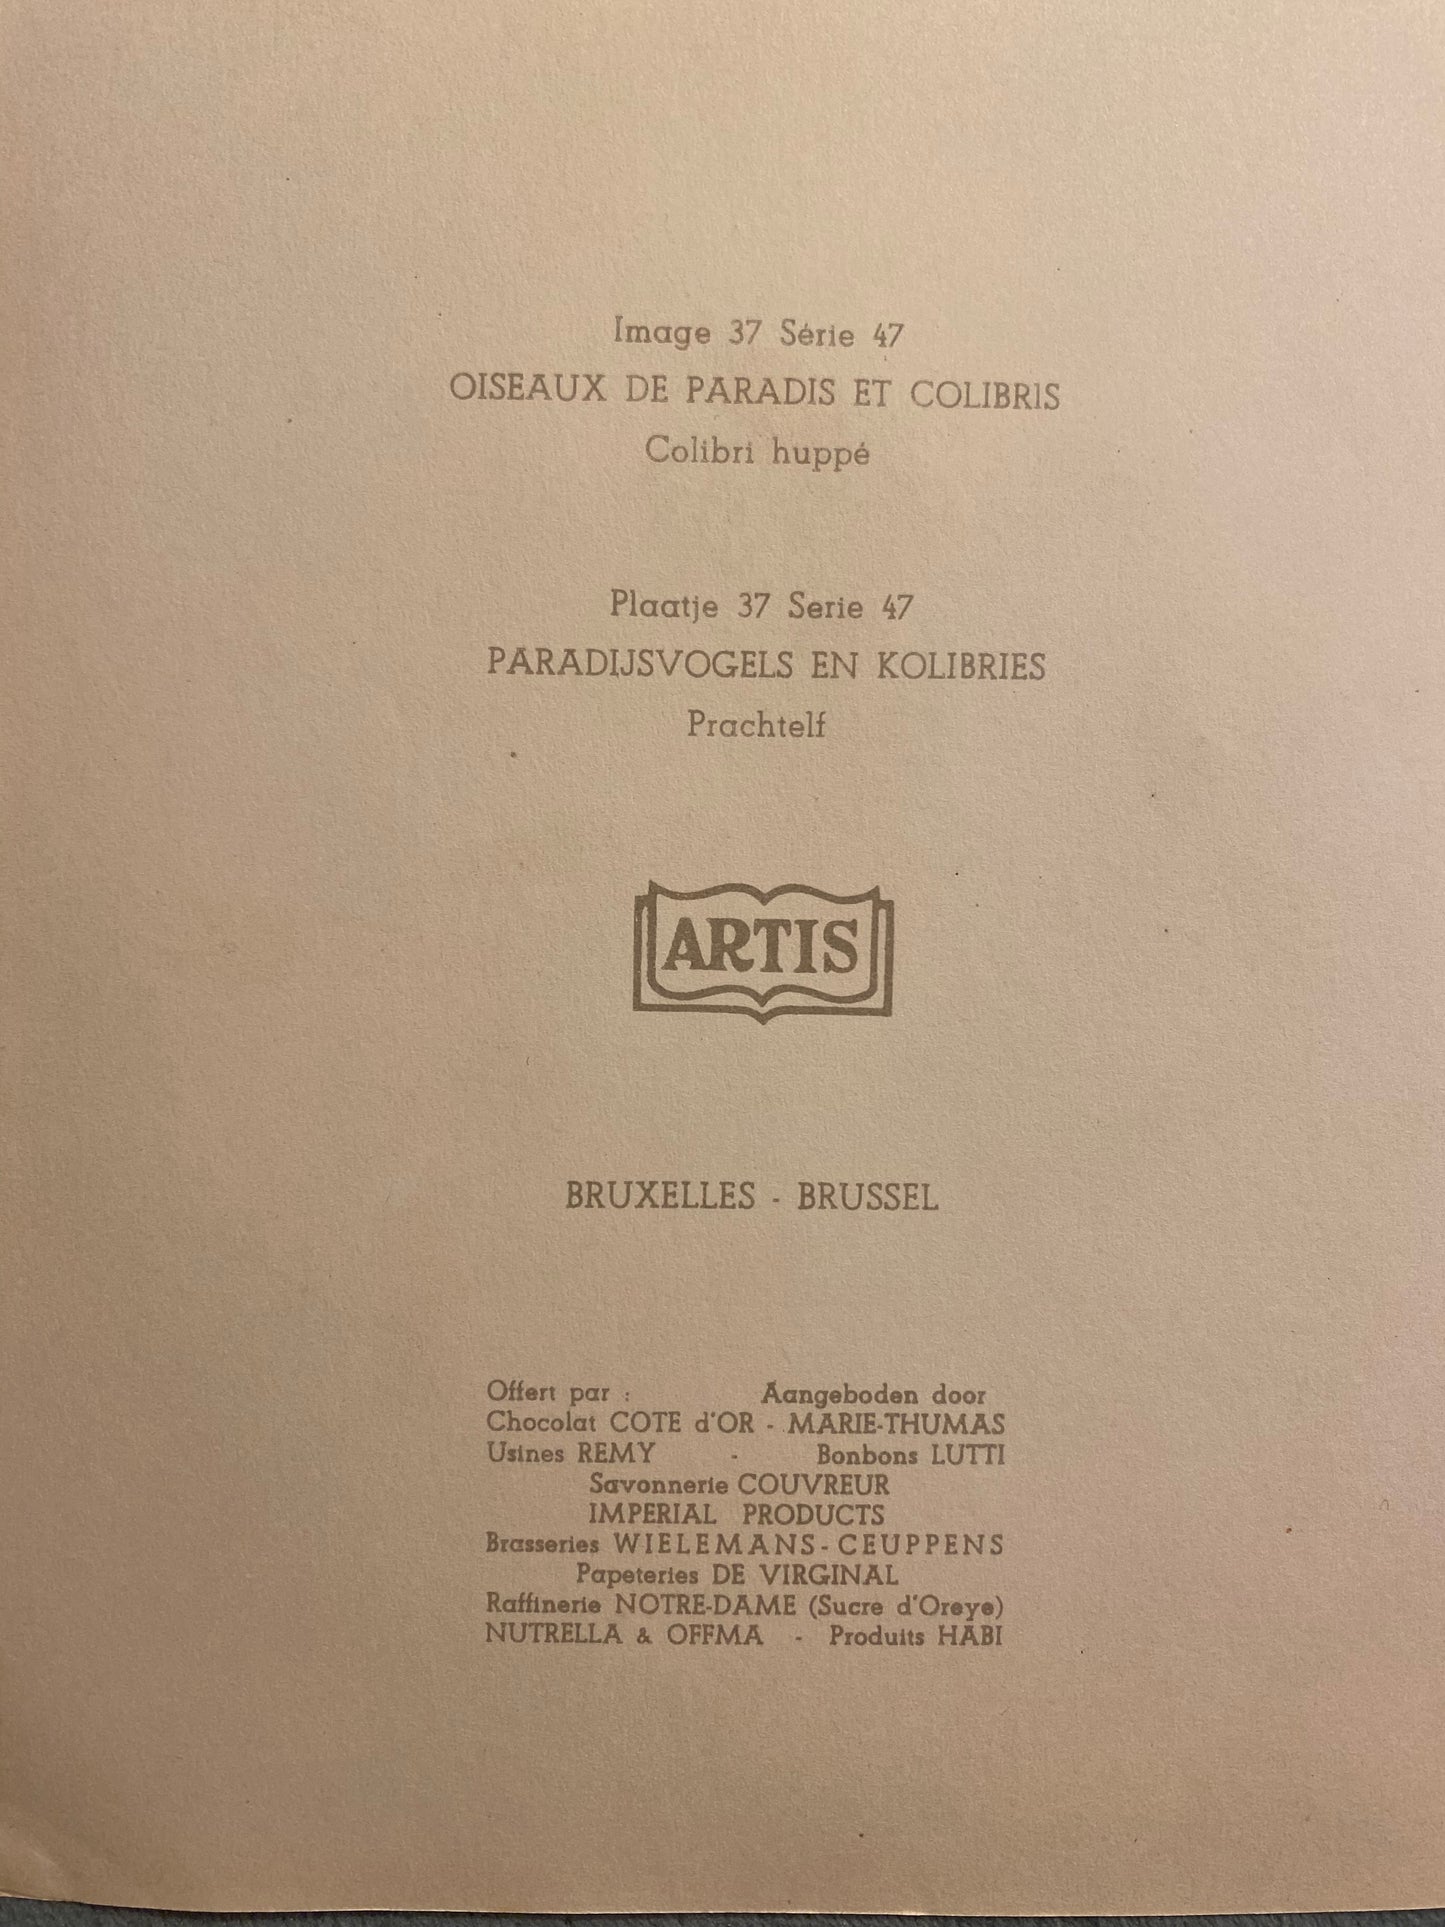 Image 37 Série 47
OISEAUX DE PARADIS ET COLIBRIS
Colibri huppé
Plaatje 37 Serie 47
PARADIJSVOGELS EN KOLIBRIES
Prachtelf
ARTIS
BRUXELLES - BRUSSEL
Offert par : Aangeboden door
Chocolat COTE d'OR - MARIE-THUMAS
Usines REMY - Bonbons LUTTI
Savonnerie COUVREUR
IMPERIAL PRODUCTS
Brasseries WIELEMANS-CEUPPENS
Papeteries DE VIRGINAL
Raffinerie NOTRE-DAME (Sucre d'Oreye)
NUTRELLA & OFFMA - Produits HABI